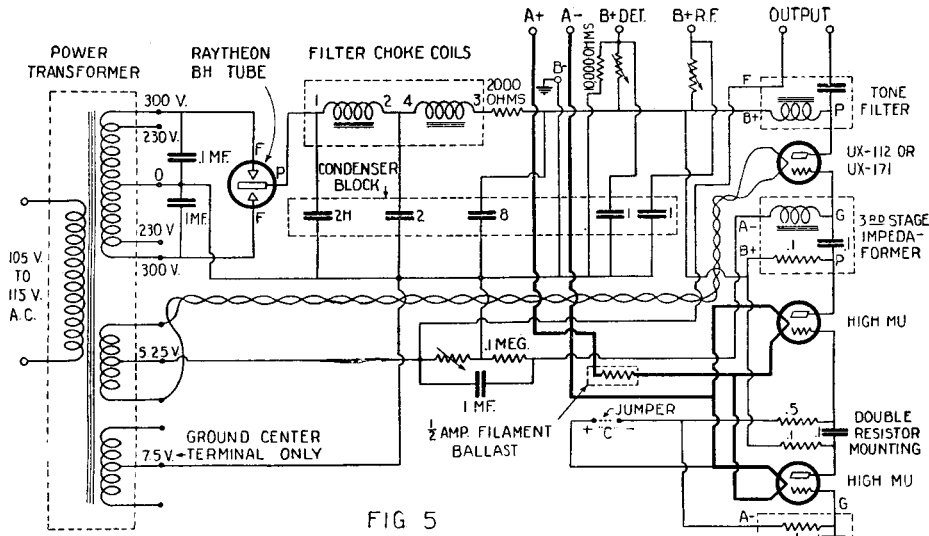 A+ A- B+DET. B+R.F. OUTPUT
POWER
TRANSFORMER
RAYTHEON
BH TUBE
FILTER CHOKE COILS
B-
10,000 OHMS
2000
OHMS
300 V.
230 V.
0
230 V
300 V.
.1 MF.
.1MF.
F
P
F
1 2 4 3
CONDENSER
BLOCK
2H 2 8 1 1
F
B+ P
TONE
FILTER
UX-112 OR
UX-171
A- G
B+ .1 .1 P
3RD STAGE
IMPEDA-
FORMER
105 V.
TO
115 V.
A.C.
5.25 V.
.1 MEG.
1 MF.
HIGH MU
½ AMP. FILAMENT
BALLAST
JUMPER
+ "C" -
.5
.1 .1
DOUBLE
RESISTOR
MOUNTING
7.5 V.
GROUND CENTER
TERMINAL ONLY
HIGH MU
G
A-
FIG 5